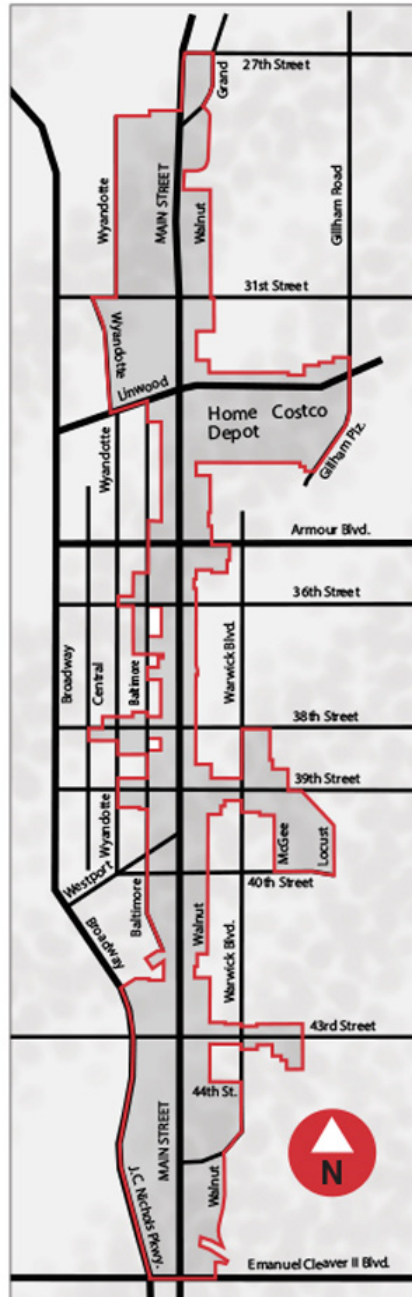 27th Street
Grand
Wyandotte
MAIN STREET
Walnut
Gillham Road
31st Street
Wyandotte
Linwood
Home Costco
Depot
Gillham Plz.
Wyandotte
Armour Blvd.
36th Street
Broadway
Central
Baltimore
Warwick Blvd.
38th Street
39th Street
Wyandotte
McGee
Locust
Westport
40th Street
Baltimore
Broadway
Walnut
Warwick Blvd.
43rd Street
44th St.
MAIN STREET
J.C. Nichols Pkwy.
Walnut
N
Emanuel Cleaver II Blvd.